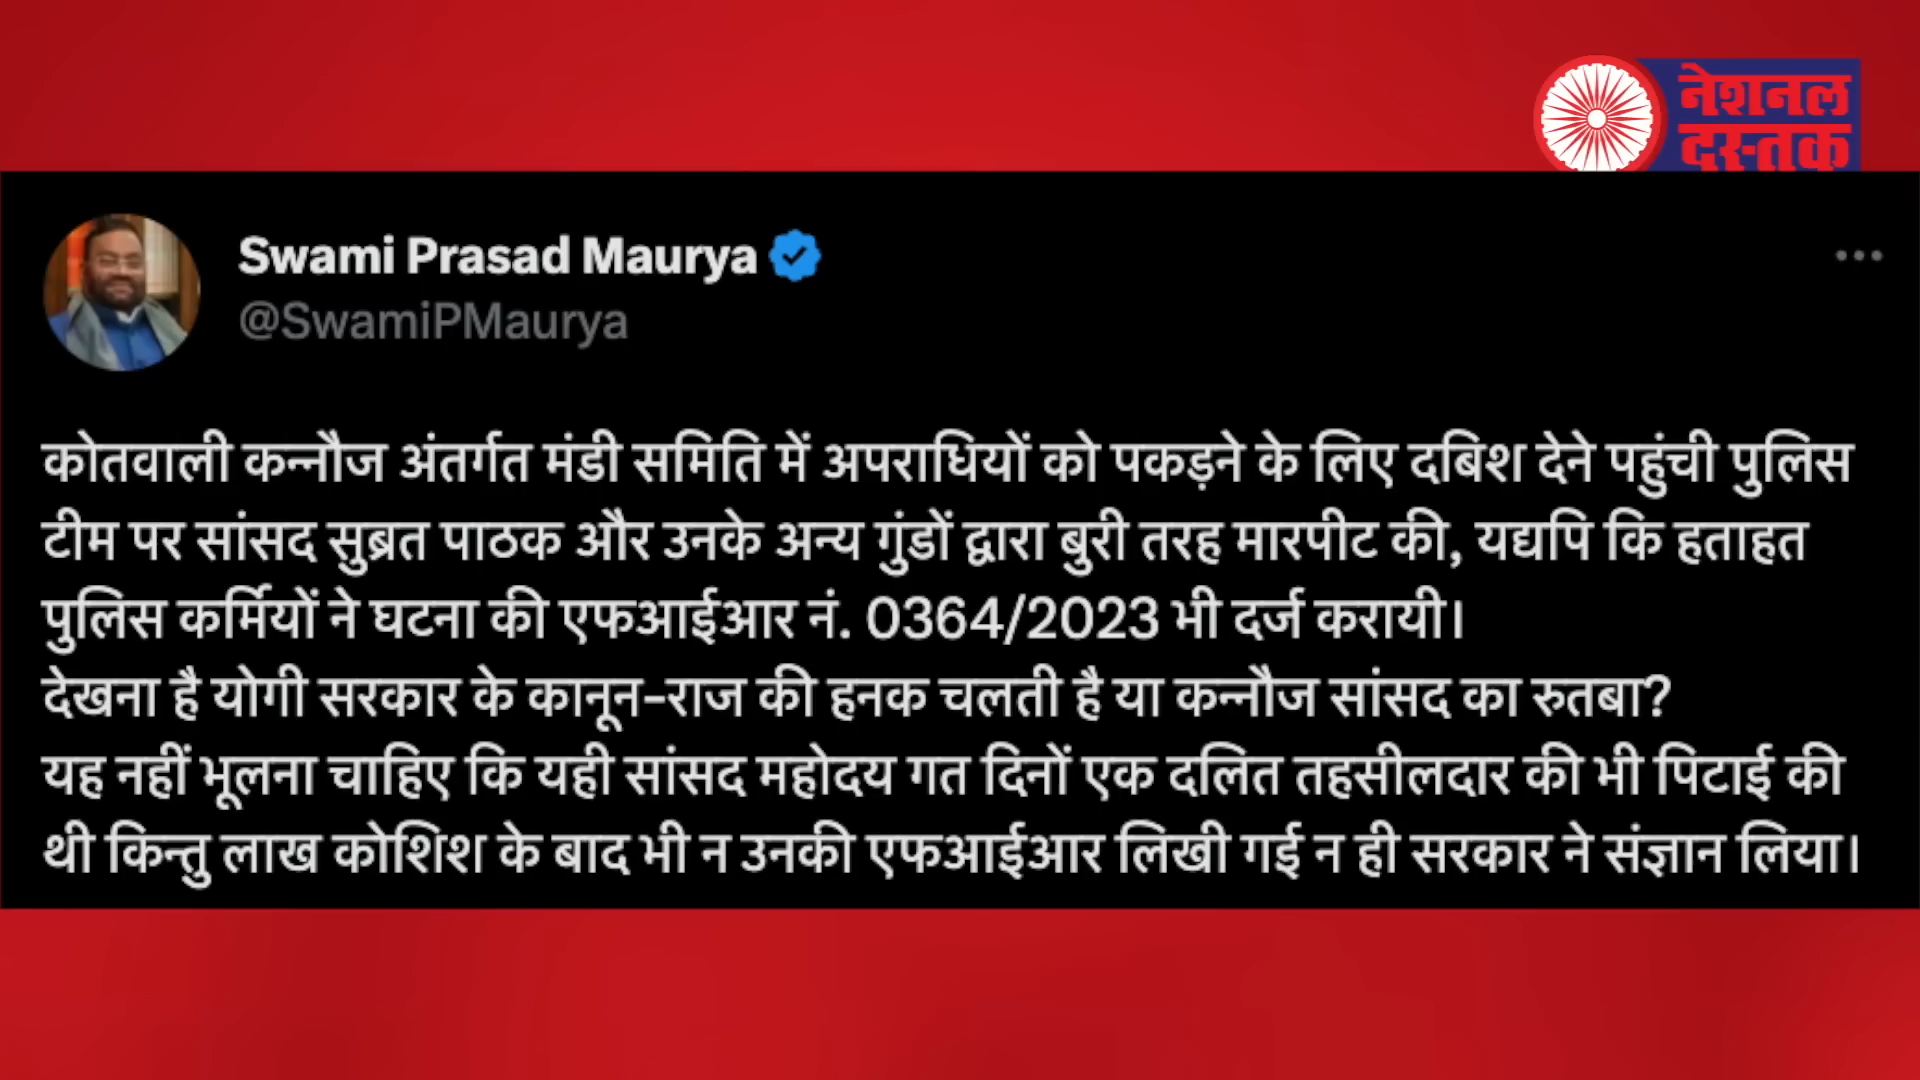 नेशनल
दस्तक
Swami Prasad Maurya
@SwamiPMaurya
कोतवाली कन्नौज अंतर्गत मंडी समिति में अपराधियों को पकड़ने के लिए दबिश देने पहुंची पुलिस
टीम पर सांसद सुब्रत पाठक और उनके अन्य गुंडों द्वारा बुरी तरह मारपीट की, यद्यपि कि हताहत
पुलिस कर्मियों ने घटना की एफआईआर नं. 0364/2023 भी दर्ज करायी।
देखना है योगी सरकार के कानून-राज की हनक चलती है या कन्नौज सांसद का रुतबा?
यह नहीं भूलना चाहिए कि यही सांसद महोदय गत दिनों एक दलित तहसीलदार की भी पिटाई की
थी किन्तु लाख कोशिश के बाद भी न उनकी एफआईआर लिखी गई न ही सरकार ने संज्ञान लिया।